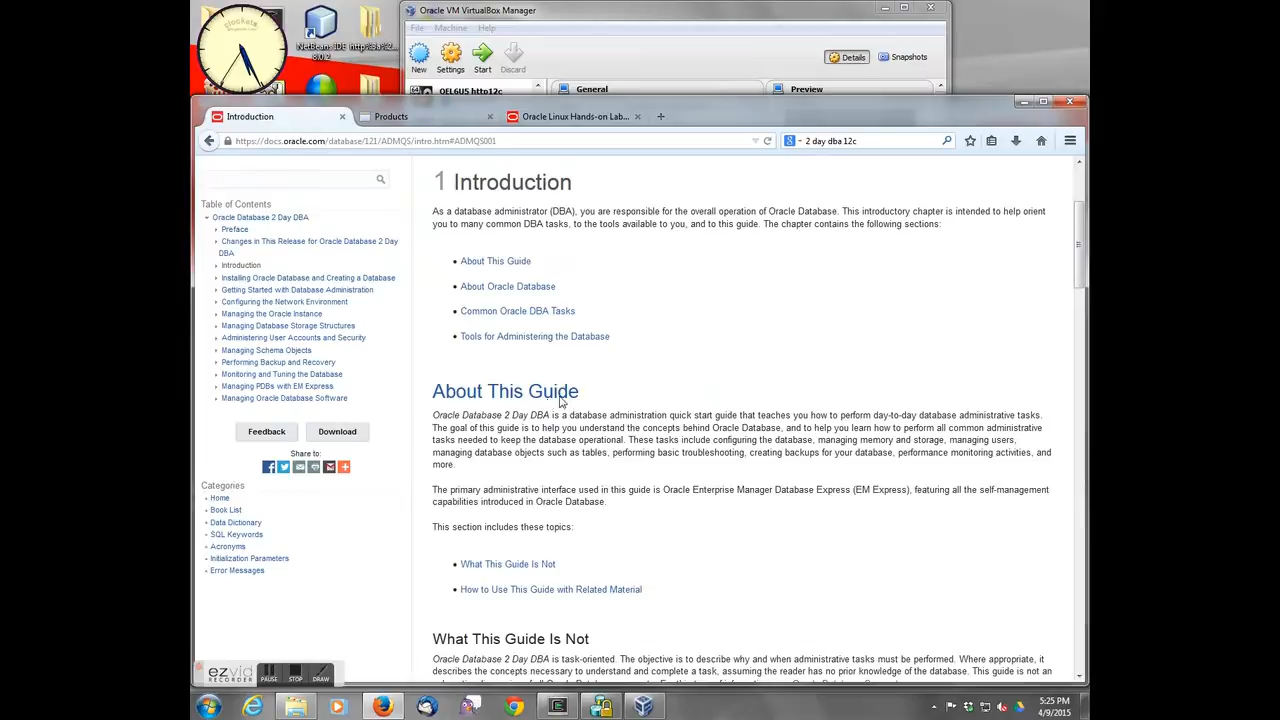 clockets
NetBeans IDE
8.0.2
http%3a%2...
Oracle VM VirtualBox Manager
File Machine Help
New Settings Start Discard
Details Snapshots
OEL6U5 http12c
General
Preview
Introduction
Products
Oracle Linux Hands-on Lab...
https://docs.oracle.com/database/121/ADMQS/intro.htm#ADMQS001
2 day dba 12c
Table of Contents
Oracle Database 2 Day DBA
Preface
Changes in This Release for Oracle Database 2 Day
DBA
Introduction
Installing Oracle Database and Creating a Database
Getting Started with Database Administration
Configuring the Network Environment
Managing the Oracle Instance
Managing Database Storage Structures
Administering User Accounts and Security
Managing Schema Objects
Performing Backup and Recovery
Monitoring and Tuning the Database
Managing PDBs with EM Express
Managing Oracle Database Software
Feedback Download
Share to:
Categories
Home
Book List
Data Dictionary
SQL Keywords
Acronyms
Initialization Parameters
Error Messages
1 Introduction
As a database administrator (DBA), you are responsible for the overall operation of Oracle Database. This introductory chapter is intended to help orient
you to many common DBA tasks, to the tools available to you, and to this guide. The chapter contains the following sections:
• About This Guide
• About Oracle Database
• Common Oracle DBA Tasks
• Tools for Administering the Database
About This Guide
Oracle Database 2 Day DBA is a database administration quick start guide that teaches you how to perform day-to-day database administrative tasks.
The goal of this guide is to help you understand the concepts behind Oracle Database, and to help you learn how to perform all common administrative
tasks needed to keep the database operational. These tasks include configuring the database, managing memory and storage, managing users,
managing database objects such as tables, performing basic troubleshooting, creating backups for your database, performance monitoring activities, and
more.
The primary administrative interface used in this guide is Oracle Enterprise Manager Database Express (EM Express), featuring all the self-management
capabilities introduced in Oracle Database.
This section includes these topics:
• What This Guide Is Not
• How to Use This Guide with Related Material
What This Guide Is Not
Oracle Database 2 Day DBA is task-oriented. The objective is to describe why and when administrative tasks must be performed. Where appropriate, it
describes the concepts necessary to understand and complete a task, assuming the reader has no prior knowledge of the database. This guide is not an
ezvid
RECORDER
PAUSE STOP DRAW
5:25 PM
4/9/2015